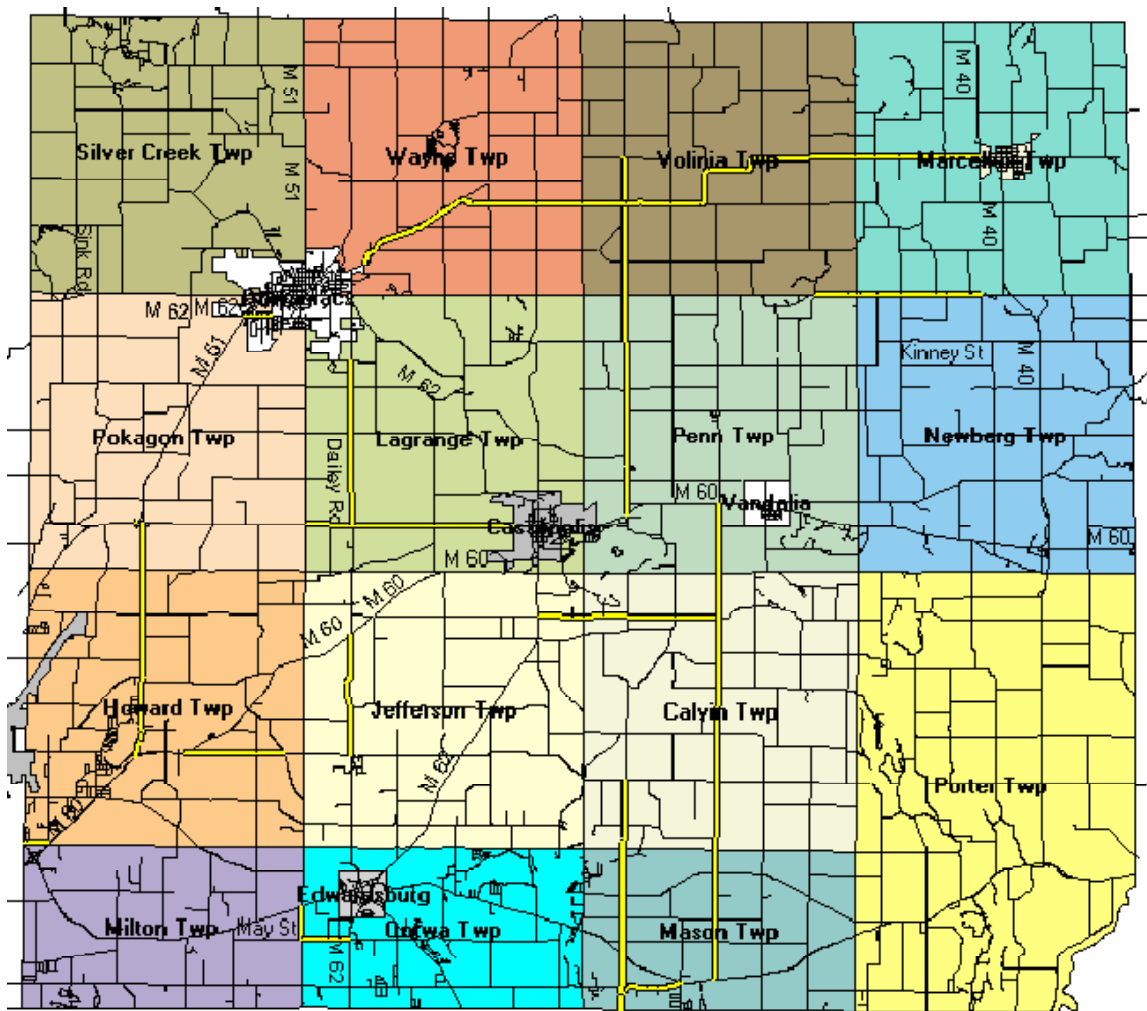 M 51
M 40
Silver Creek Twp
Wayne Twp
Volinia Twp
Marcellus Twp
M 51
M 40
Sink Rd
M 62
M 62
M 51
Kinney St
M 40
M 62
Pokagon Twp
Lagrange Twp
Penn Twp
Newberg Twp
Dailey Rd
M 60
Vandalia
Cassopolis
M 60
M 60
M 60
M 60
Howard Twp
Jefferson Twp
Calvin Twp
M 62
Porter Twp
M 60
Edwardsburg
Milton Twp
May St
Ontwa Twp
Mason Twp
M 62